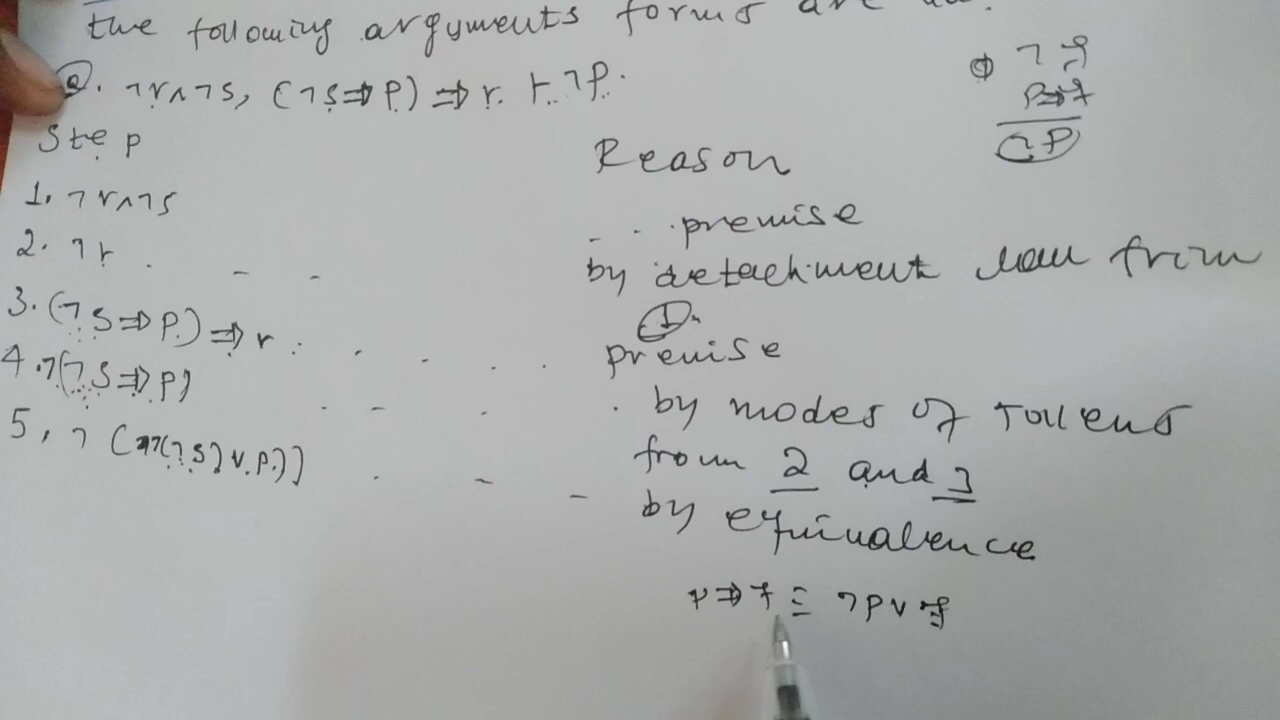 the following arguments forms are
a. ¬r∧¬s, (¬s⇒p)⇒r. ⊢¬p.
¬q
p⇒q
¬p
Step
Reason
1. ¬r∧¬s
premise
2. ¬r
by detachment law from
1.
3. (¬s⇒p)⇒r
premise
4. ¬(¬s⇒p)
by modes of Tollens
from 2 and 3
5, ¬(¬(¬s)∨p))
by equivalence
p⇒q ≡ ¬p∨q